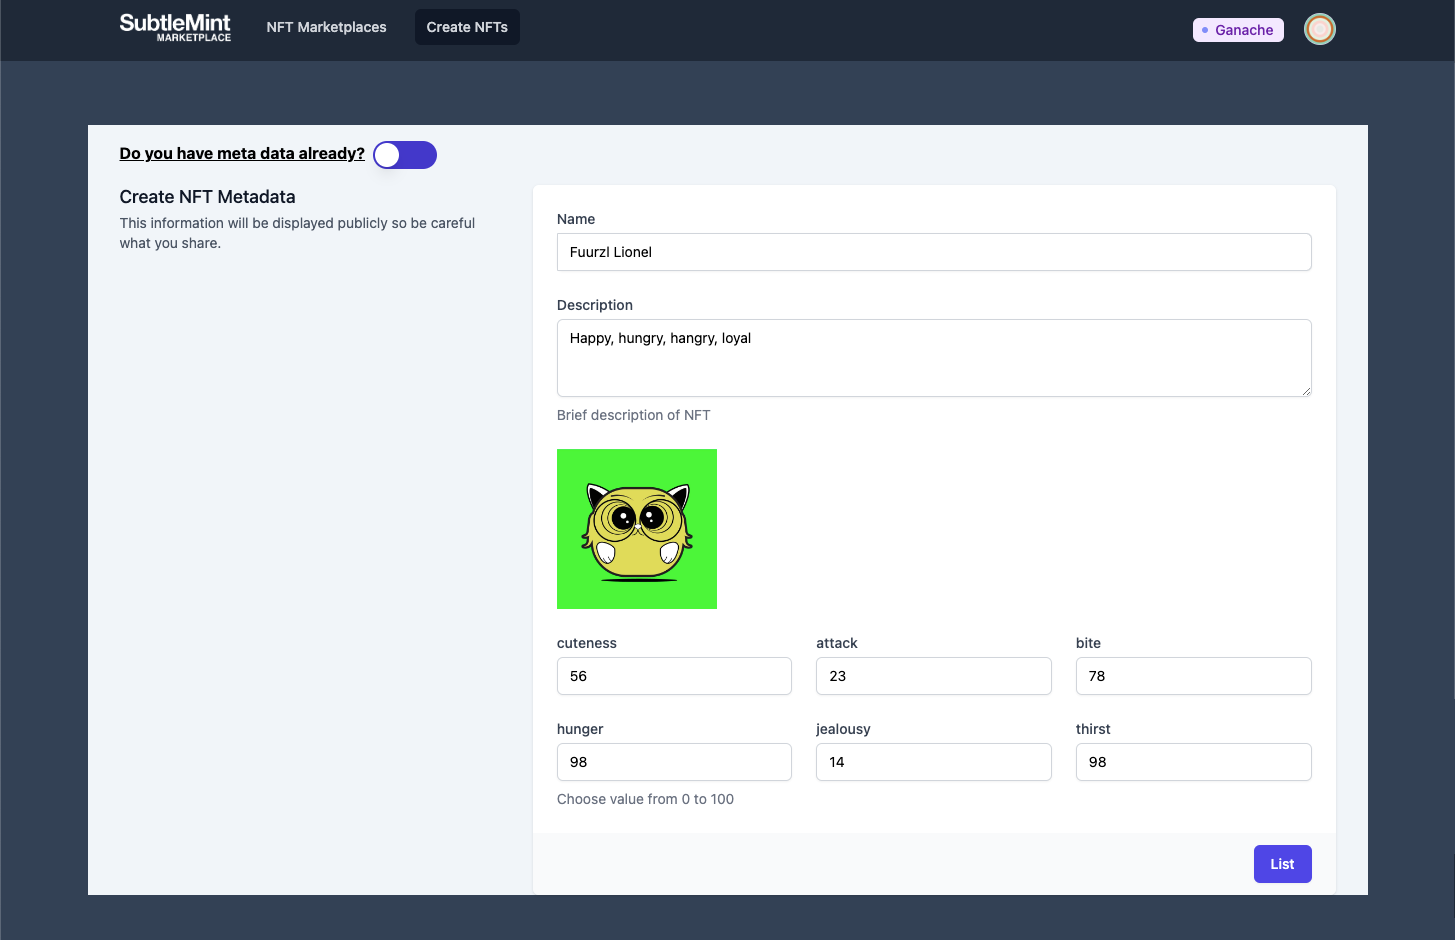 SubtleMint
MARKETPLACE
NFT Marketplaces
Create NFTs
Ganache
Do you have meta data already?
Create NFT Metadata
This information will be displayed publicly so be careful
what you share.
Name
Fuurzl Lionel
Description
Happy, hungry, hangry, loyal
Brief description of NFT
cuteness
attack
bite
56
23
78
hunger
jealousy
thirst
98
14
98
Choose value from 0 to 100
List